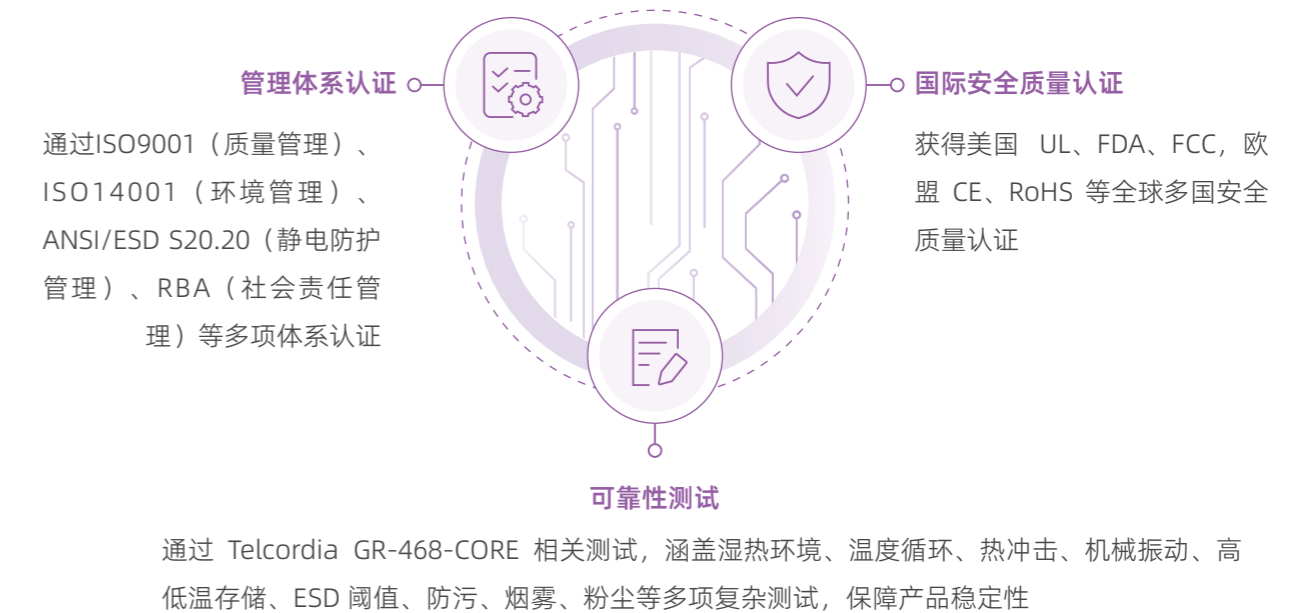 管理体系认证
通过ISO9001（质量管理）、
ISO14001（环境管理）、
ANSI/ESD S20.20（静电防护
管理）、RBA（社会责任管
理）等多项体系认证
国际安全质量认证
获得美国 UL、FDA、FCC，欧
盟 CE、RoHS 等全球多国安全
质量认证
可靠性测试
通过 Telcordia GR-468-CORE 相关测试，涵盖湿热环境、温度循环、热冲击、机械振动、高
低温存储、ESD 阈值、防污、烟雾、粉尘等多项复杂测试，保障产品稳定性